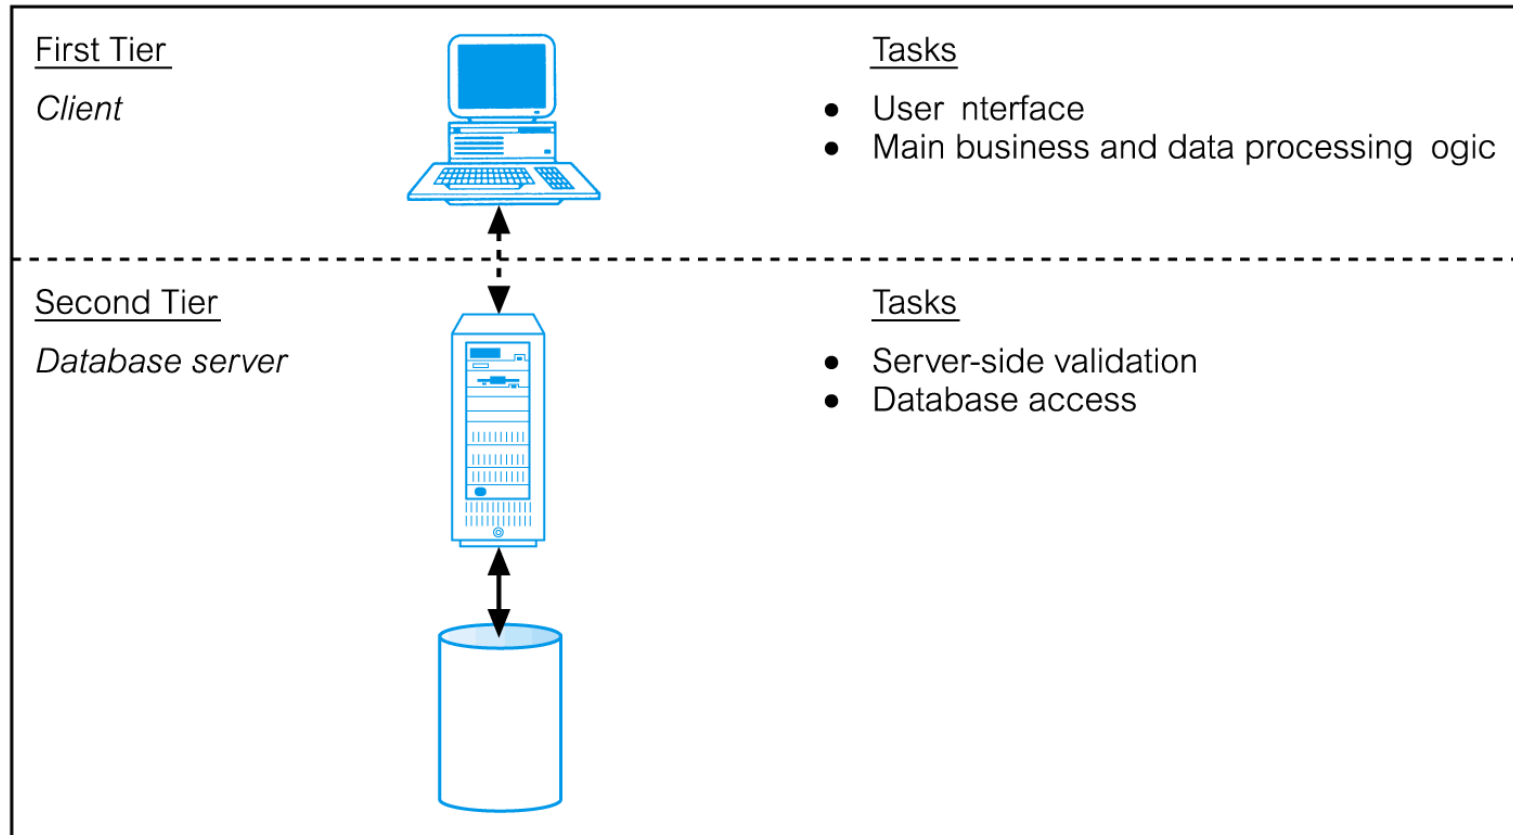 First Tier
Tasks
Client
● User nterface
● Main business and data processing ogic
Second Tier
Tasks
Database server
● Server-side validation
● Database access